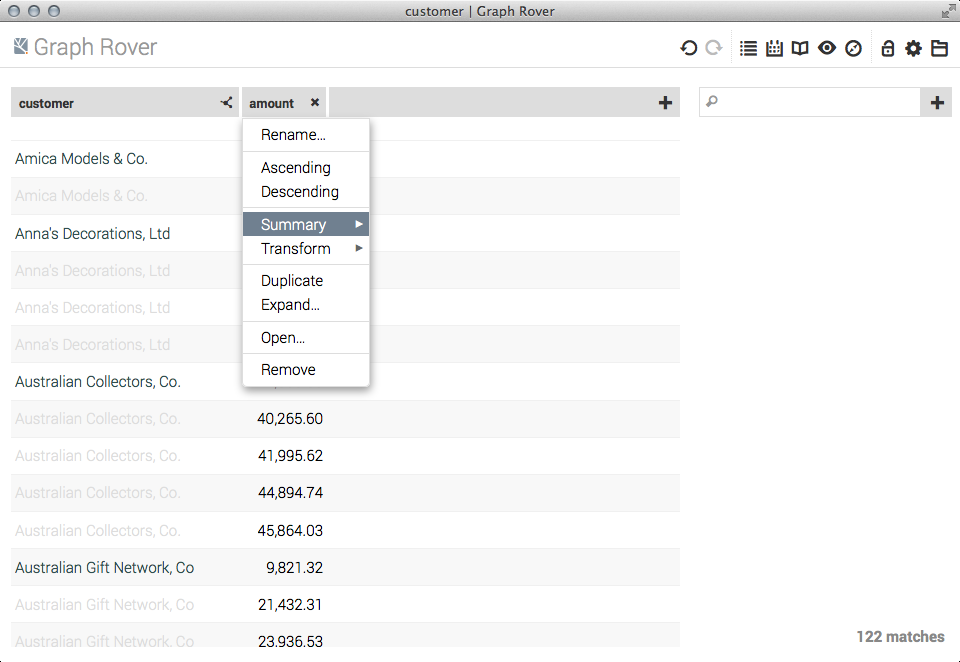 customer | Graph Rover
Graph Rover
customer amount
Rename...
Amica Models & Co.
Ascending
Amica Models & Co.
Descending
Anna's Decorations, Ltd
Summary
Transform
Anna's Decorations, Ltd
Duplicate
Anna's Decorations, Ltd
Expand...
Anna's Decorations, Ltd
Open...
Australian Collectors, Co.
Remove
Australian Collectors, Co. 40,265.60
Australian Collectors, Co. 41,995.62
Australian Collectors, Co. 44,894.74
Australian Collectors, Co. 45,864.03
Australian Gift Network, Co 9,821.32
Australian Gift Network, Co 21,432.31
Australian Gift Network, Co 23,936.53
122 matches